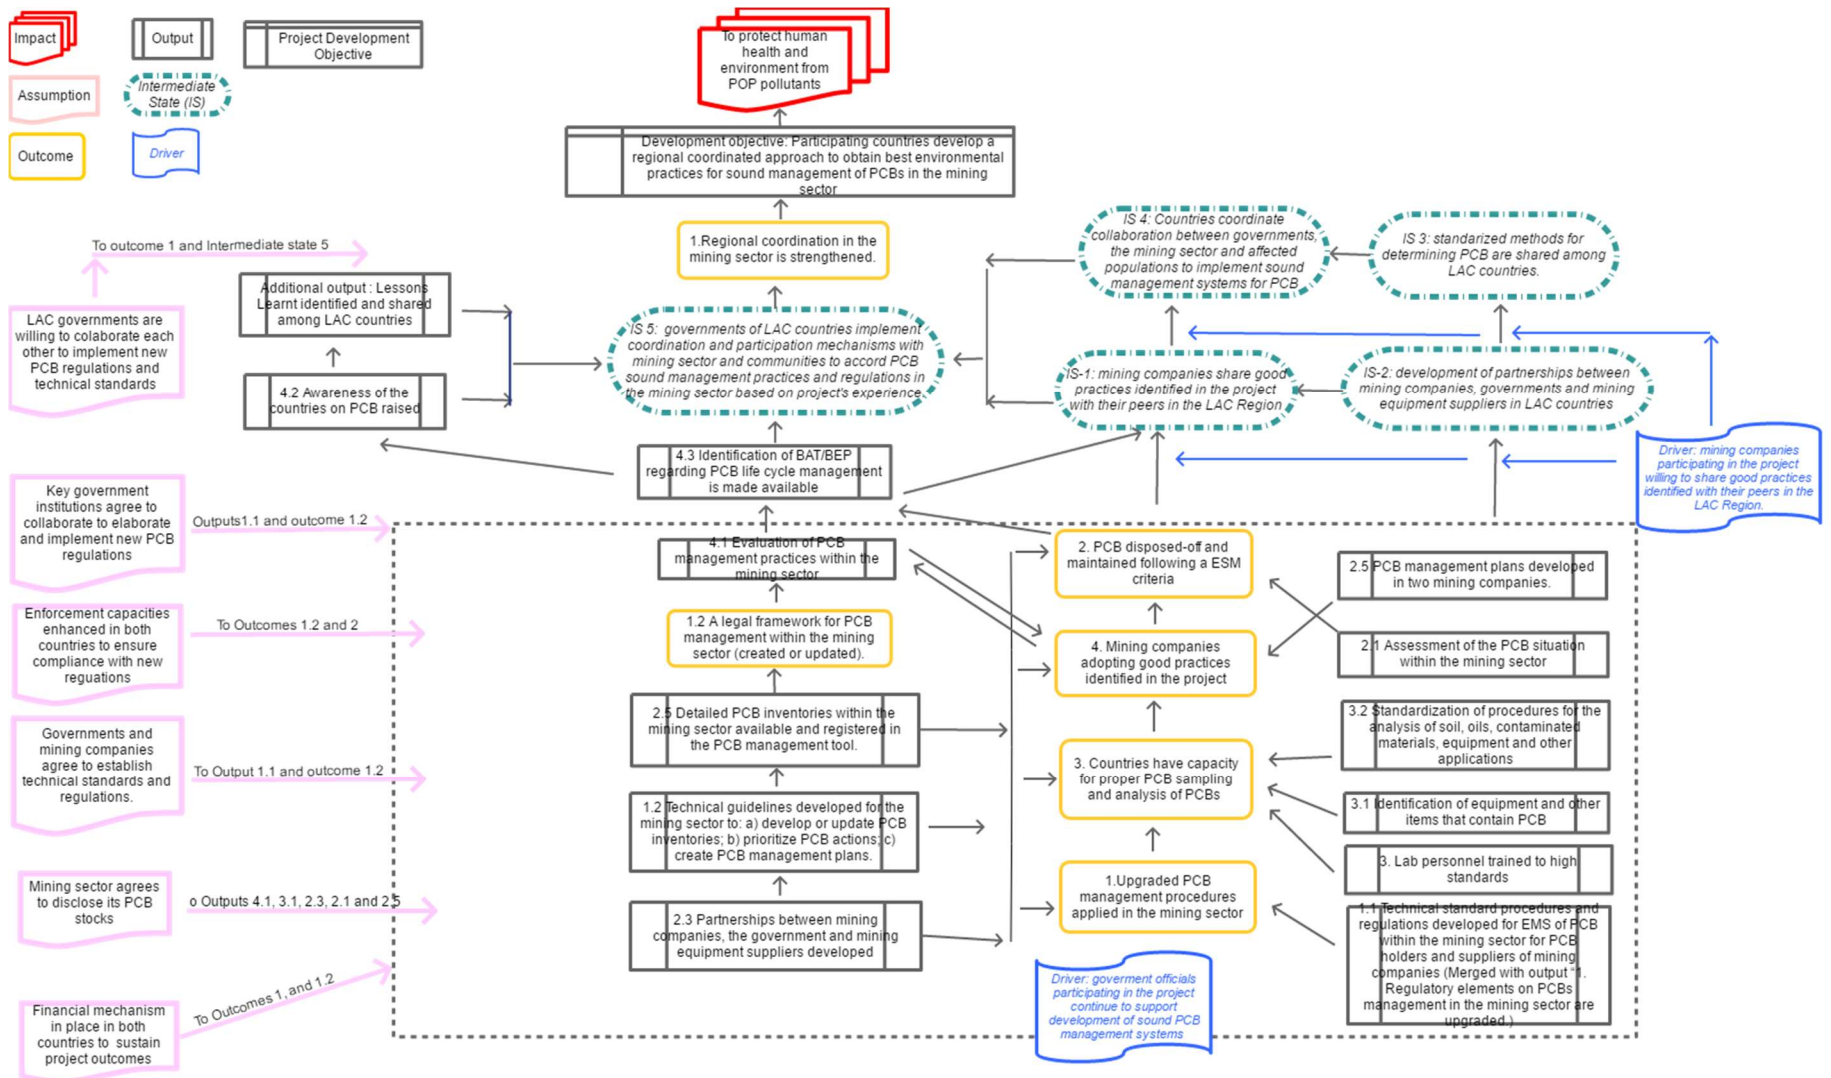 Impact
Output
Project Development
Objective
Assumption
Intermediate
State (IS)
Outcome
Driver
To protect human
health and
environment from
POP pollutants
Development objective: Participating countries develop a
regional coordinated approach to obtain best environmental
practices for sound management of PCBs in the mining
sector
1.Regional coordination in the
mining sector is strengthened.
IS 4: Countries coordinate
collaboration between governments,
the mining sector and affected
populations to implement sound
management systems for PCB
IS 3: standarized methods for
determining PCB are shared among
LAC countries.
To outcome 1 and Intermediate state 5
Additional output : Lessons
Learnt identified and shared
among LAC countries
LAC governments are
willing to colaborate each
other to implement new
PCB regulations and
technical standards
IS 5: governments of LAC countries implement
coordination and participation mechanisms with
mining sector and communities to accord PCB
sound management practices and regulations in
the mining sector based on project's experience.
IS-1: mining companies share good
practices identified in the project
with their peers in the LAC Region
IS-2: development of partnerships between
mining companies, governments and mining
equipment suppliers in LAC countries
4.2 Awareness of the
countries on PCB raised
4.3 Identification of BAT/BEP
regarding PCB life cycle management
is made available
Driver: mining companies
participating in the project
willing to share good practices
identified with their peers in the
LAC Region.
Key government
institutions agree to
collaborate to elaborate
and implement new PCB
regulations
Outputs1.1 and outcome 1.2
4.1 Evaluation of PCB
management practices within the
mining sector
2. PCB disposed-off and
maintained following a ESM
criteria
2.5 PCB management plans developed
in two mining companies.
Enforcement capacities
enhanced in both
countries to ensure
compliance with new
reguations
To Outcomes 1.2 and 2
1.2 A legal framework for PCB
management within the mining
sector (created or updated).
4. Mining companies
adopting good practices
identified in the project
2.1 Assessment of the PCB situation
within the mining sector
Governments and
mining companies
agree to establish
technical standards and
regulations.
To Output 1.1 and outcome 1.2
2.5 Detailed PCB inventories within the
mining sector available and registered in
the PCB management tool.
3. Countries have capacity
for proper PCB sampling
and analysis of PCBs
3.2 Standardization of procedures for the
analysis of soil, oils, contaminated
materials, equipment and other
applications
1.2 Technical guidelines developed for the
mining sector to: a) develop or update PCB
inventories; b) prioritize PCB actions; c)
create PCB management plans.
3.1 Identification of equipment and other
items that contain PCB
3. Lab personnel trained to high
standards
Mining sector agrees
to disclose its PCB
stocks
o Outputs 4.1, 3.1, 2.3, 2.1 and 2.5
2.3 Partnerships between mining
companies, the government and mining
equipment suppliers developed
1.Upgraded PCB
management procedures
applied in the mining sector
1.1 Technical standard procedures and
regulations developed for EMS of PCB
within the mining sector for PCB
holders and suppliers of mining
companies (Merged with output “1.
Regulatory elements on PCBs
management in the mining sector are
upgraded.)
Financial mechanism
in place in both
countries to sustain
project outcomes
To Outcomes 1, and 1.2
Driver: goverment officials
participating in the project
continue to support
development of sound PCB
management systems